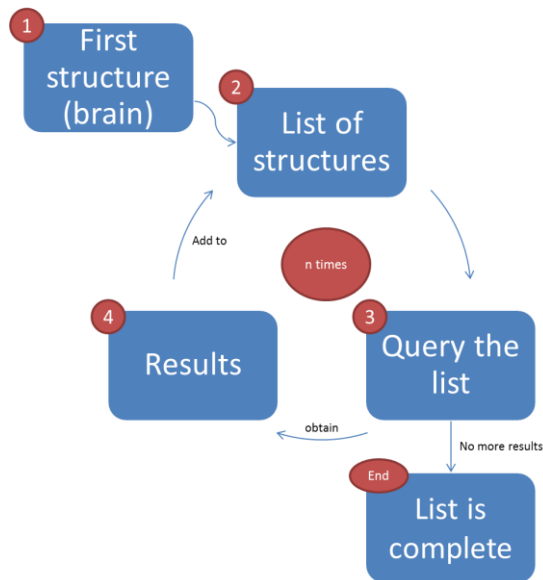 1
First
structure
(brain)
2
List of
structures
Add to
n times
4
Results
3
Query the
list
obtain
No more results
End
List is
complete